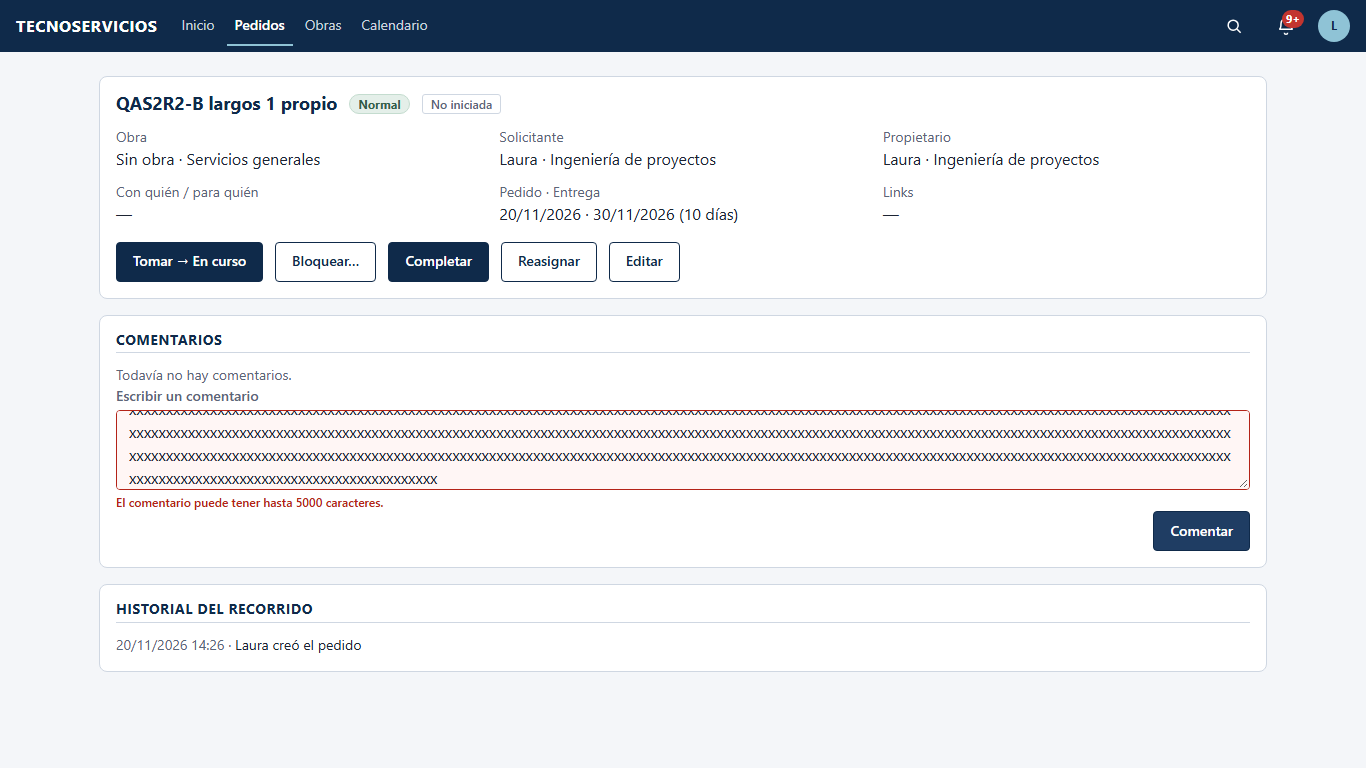 TECNOSERVICIOS Inicio Pedidos Obras Calendario 9+ L
QAS2R2-B largos 1 propio Normal No iniciada
Obra Solicitante Propietario
Sin obra · Servicios generales Laura · Ingeniería de proyectos Laura · Ingeniería de proyectos
Con quién / para quién Pedido · Entrega Links
— 20/11/2026 · 30/11/2026 (10 días) —
Tomar → En curso Bloquear... Completar Reasignar Editar
COMENTARIOS
Todavía no hay comentarios.
Escribir un comentario
El comentario puede tener hasta 5000 caracteres.
Comentar
HISTORIAL DEL RECORRIDO
20/11/2026 14:26 · Laura creó el pedido